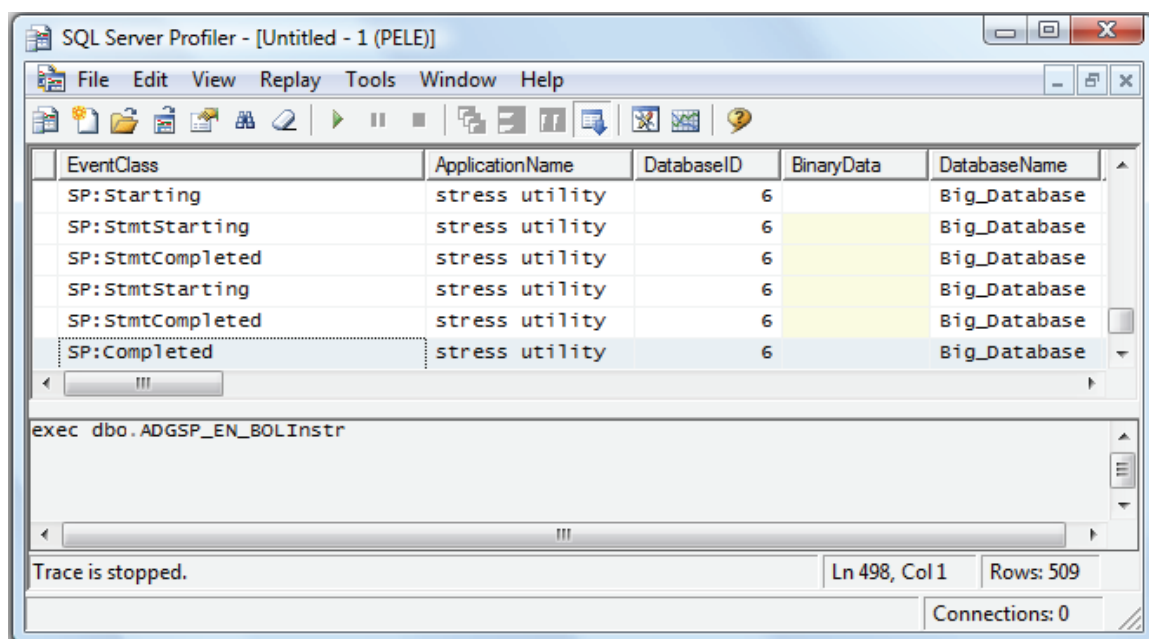 SQL Server Profiler - [Untitled - 1 (PELE)]
File Edit View Replay Tools Window Help
EventClass ApplicationName DatabaseID BinaryData DatabaseName
SP:Starting stress utility 6 Big_Database
SP:StmtStarting stress utility 6 Big_Database
SP:StmtCompleted stress utility 6 Big_Database
SP:StmtStarting stress utility 6 Big_Database
SP:StmtCompleted stress utility 6 Big_Database
SP:Completed stress utility 6 Big_Database
exec dbo.ADGSP_EN_BOLInstr
Trace is stopped. Ln 498, Col 1 Rows: 509
Connections: 0